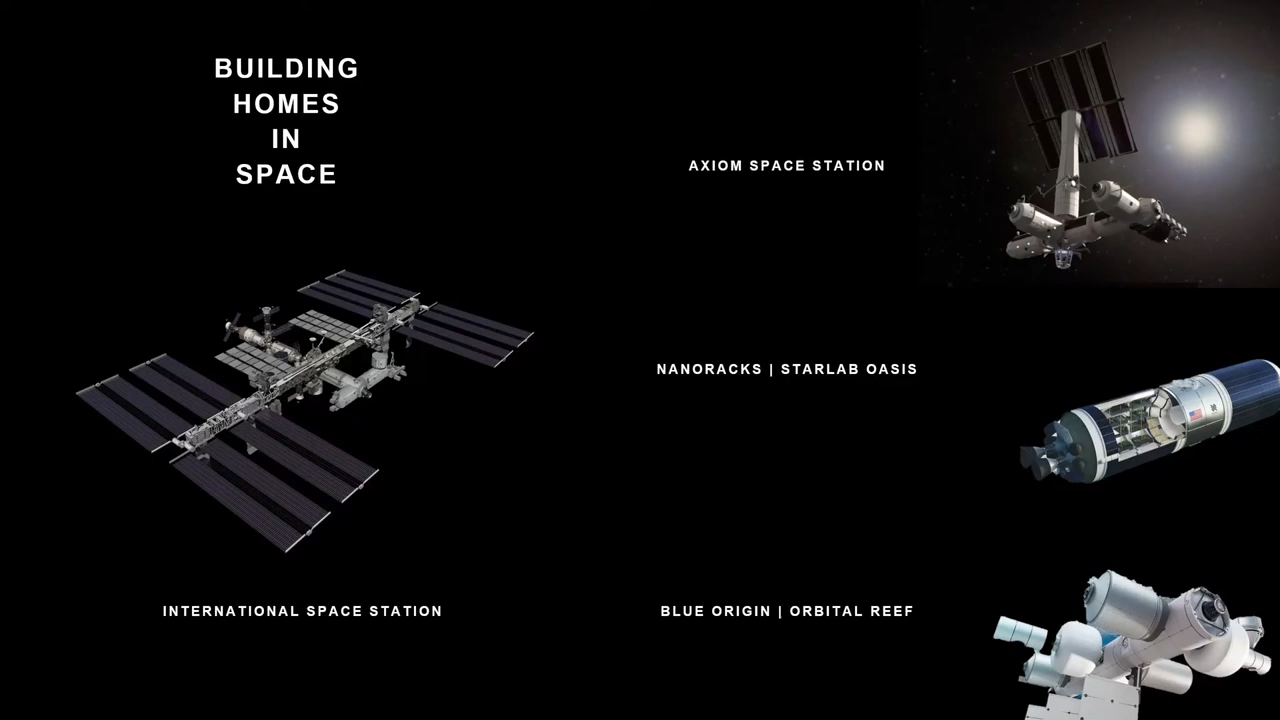 BUILDING
HOMES
IN
SPACE
INTERNATIONAL SPACE STATION
AXIOM SPACE STATION
NANORACKS | STARLAB OASIS
BLUE ORIGIN | ORBITAL REEF